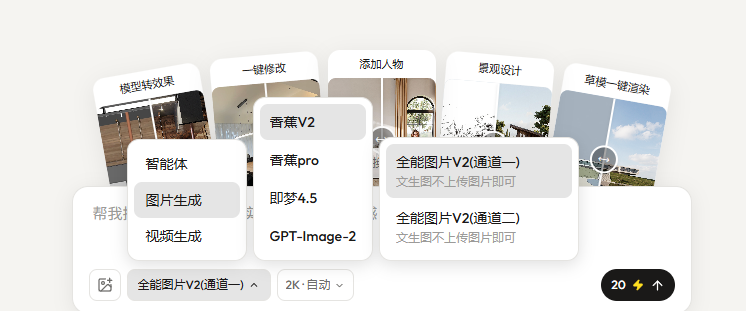 模型转效果
一键修改
添加人物
景观设计
草模一键渲染
智能体
图片生成
视频生成
香蕉V2
香蕉pro
即梦4.5
GPT-Image-2
全能图片V2(通道一)
文生图不上传图片即可
全能图片V2(通道二)
文生图不上传图片即可
帮我
全能图片V2(通道一)
2K·自动
20